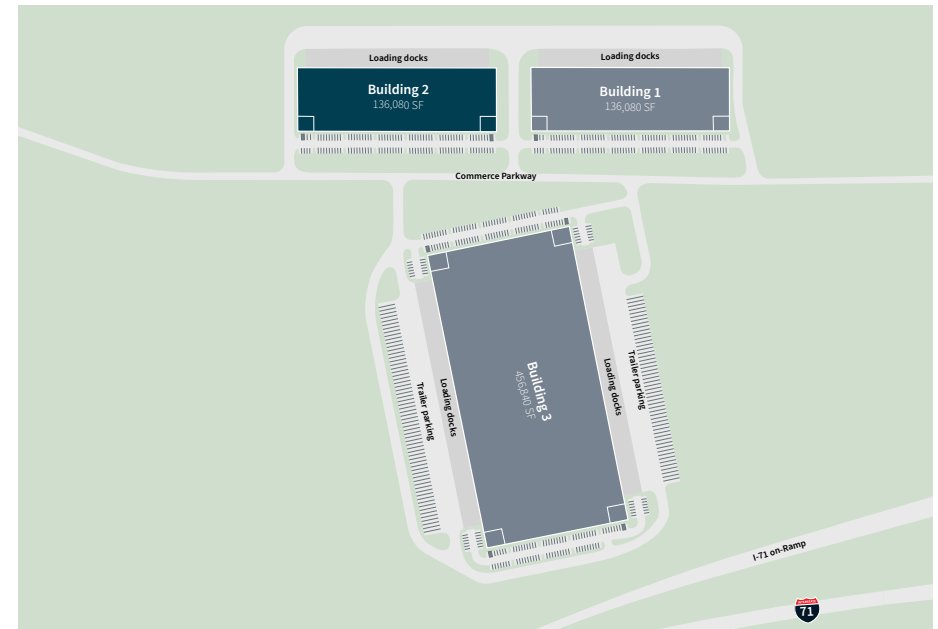 Loading docks
Loading docks
Building 2
136,080 SF
Building 1
136,080 SF
Commerce Parkway
Building 3
456,840 SF
Loading docks
Trailer parking
Loading docks
Trailer parking
I-71 on-Ramp
71